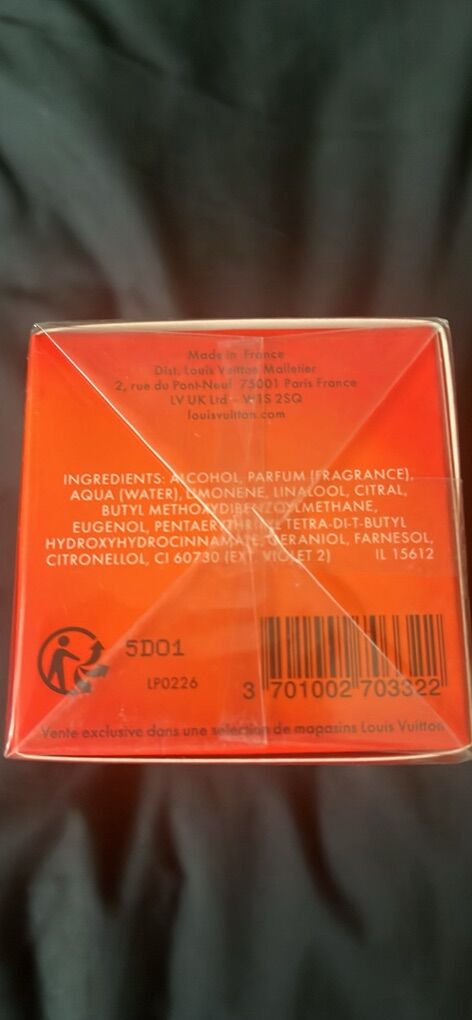 Made in France
Dist. Louis Vuitton Malletier
2, rue du Pont-Neuf 75001 Paris France
LV UK Ltd - W1S 2SQ
louisvuitton.com
INGREDIENTS: ALCOHOL, PARFUM (FRAGRANCE),
AQUA (WATER), LIMONENE, LINALOOL, CITRAL,
BUTYL METHOXYDIBENZOYLMETHANE,
EUGENOL, PENTAERYTHRITYL TETRA-DI-T-BUTYL
HYDROXYHYDROCINNAMATE, GERANIOL, FARNESOL,
CITRONELLOL, CI 60730 (EXT. VIOLET 2) IL 15612
5D01
LP0226
3 701002 703322
Vente exclusive dans une sélection de magasins Louis Vuitton